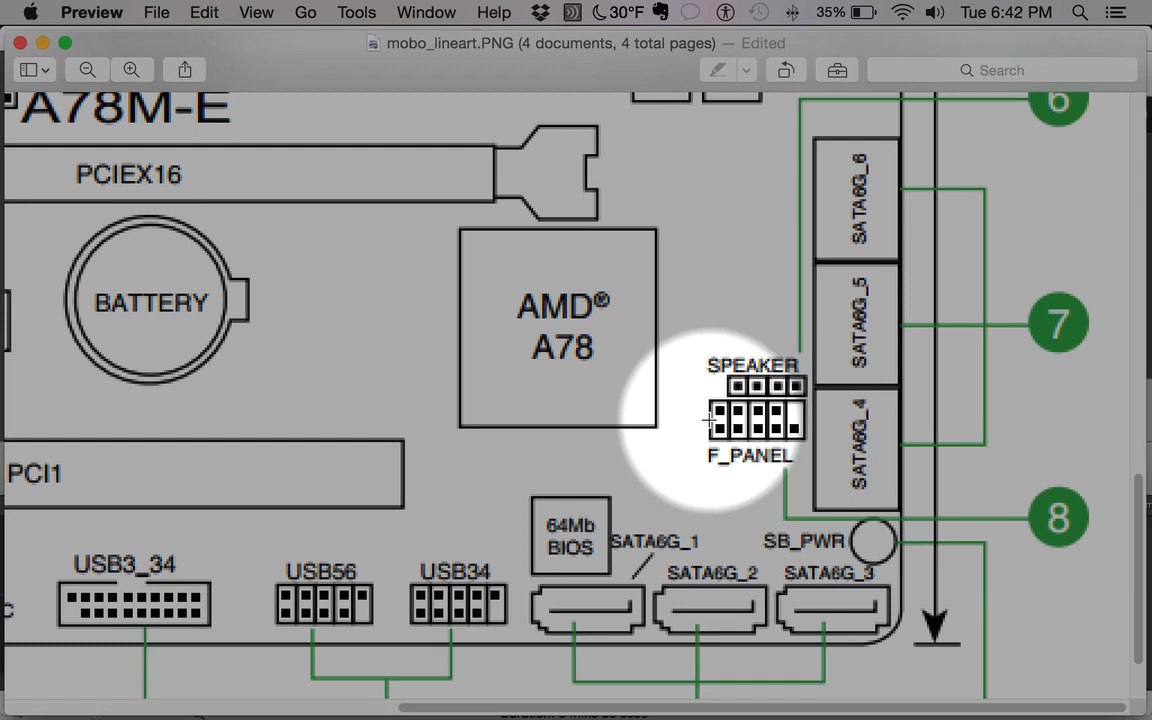 Preview File Edit View Go Tools Window Help 30°F 35% Tue 6:42 PM
mobo_lineart.PNG (4 documents, 4 total pages) — Edited
Search
A78M-E
6
PCIEX16
SATA6G_6
BATTERY
AMD®
A78
SATA6G_5
7
SPEAKER
F_PANEL
SATA6G_4
PCI1
64Mb
BIOS
SATA6G_1
SB_PWR
8
USB3_34
USB56
USB34
SATA6G_2
SATA6G_3